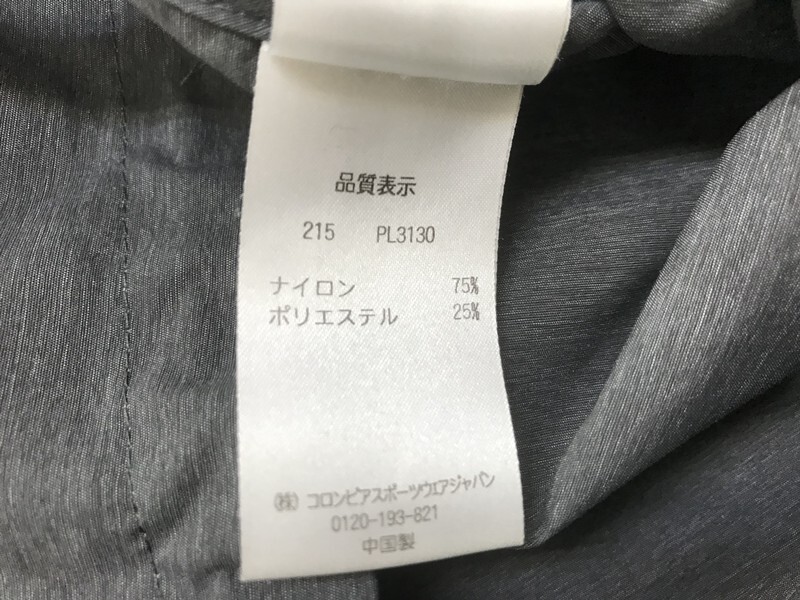 品質表示
215 PL3130
ナイロン 75%
ポリエステル 25%
(株) コロンビアスポーツウエアジャパン
0120-193-821
中国製